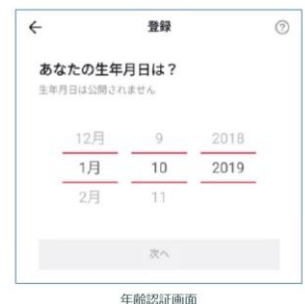 登録
あなたの生年月日は？
生年月日は公開されません
12月 9 2018
1月 10 2019
2月 11
次へ
年齢認証画面